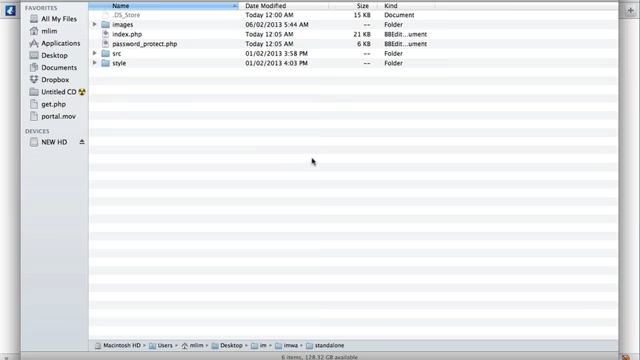 FAVORITES
All My Files
mlim
Applications
Desktop
Documents
Dropbox
Untitled CD
get.php
portal.mov
DEVICES
NEW HD
Name Date Modified Size Kind
.DS_Store Today 12:00 AM 15 KB Document
images 06/02/2013 5:44 AM -- Folder
index.php Today 12:05 AM 21 KB BBEdit...ument
password_protect.php Today 12:05 AM 6 KB BBEdit...ument
src 01/02/2013 3:58 PM -- Folder
style 01/02/2013 4:03 PM -- Folder
Macintosh HD Users mlim Desktop im imwa standalone
6 items, 128.32 GB available